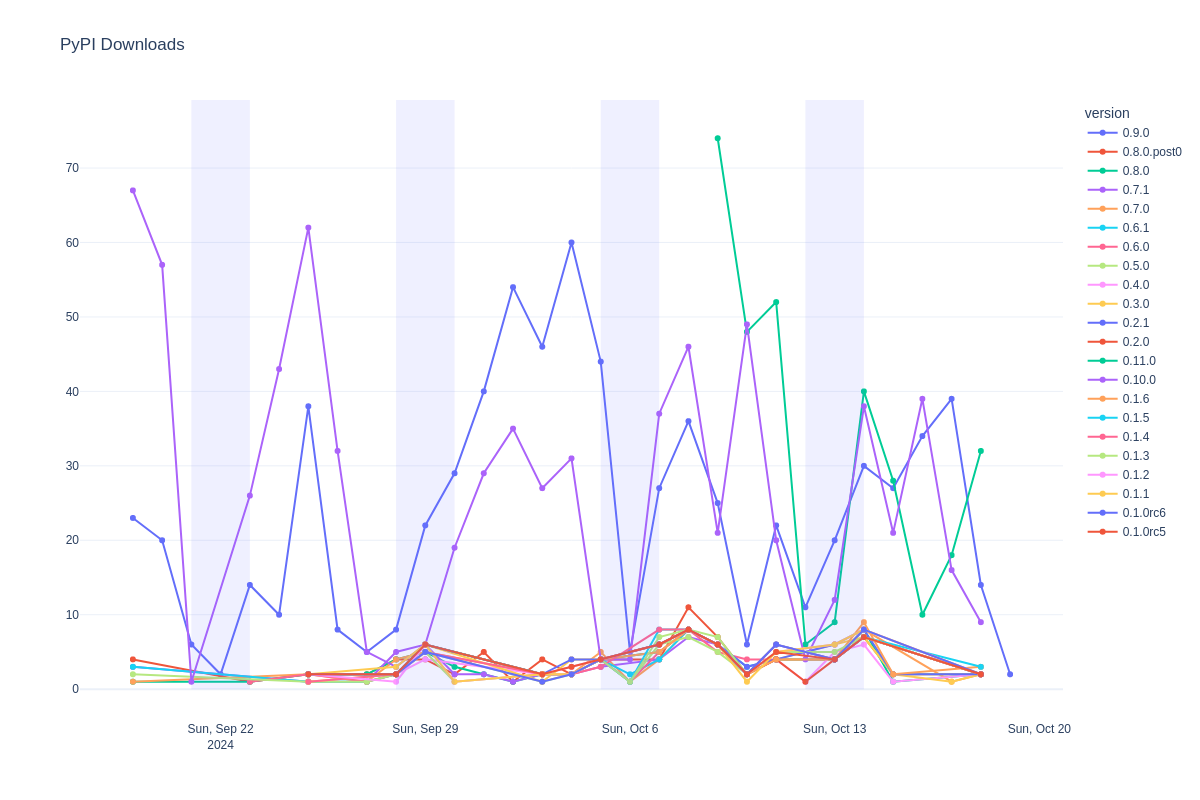 PyPI Downloads
70
60
50
40
30
20
10
0
Sun, Sep 22
2024
Sun, Sep 29
Sun, Oct 6
Sun, Oct 13
Sun, Oct 20
version
0.9.0
0.8.0.post0
0.8.0
0.7.1
0.7.0
0.6.1
0.6.0
0.5.0
0.4.0
0.3.0
0.2.1
0.2.0
0.11.0
0.10.0
0.1.6
0.1.5
0.1.4
0.1.3
0.1.2
0.1.1
0.1.0rc6
0.1.0rc5